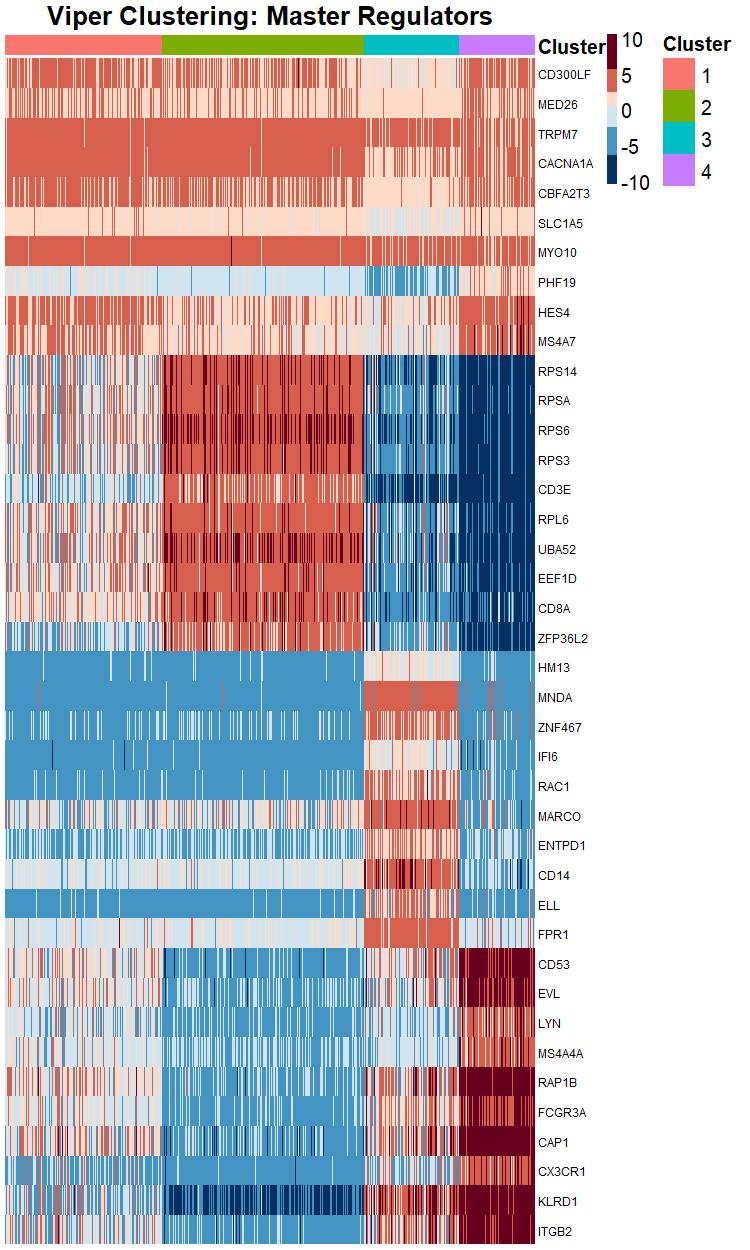 Viper Clustering: Master Regulators
Cluster
10
5
0
-5
-10
Cluster
1
2
3
4
CD300LF
MED26
TRPM7
CACNA1A
CBFA2T3
SLC1A5
MYO10
PHF19
HES4
MS4A7
RPS14
RPSA
RPS6
RPS3
CD3E
RPL6
UBA52
EEF1D
CD8A
ZFP36L2
HM13
MNDA
ZNF467
IFI6
RAC1
MARCO
ENTPD1
CD14
ELL
FPR1
CD53
EVL
LYN
MS4A4A
RAP1B
FCGR3A
CAP1
CX3CR1
KLRD1
ITGB2